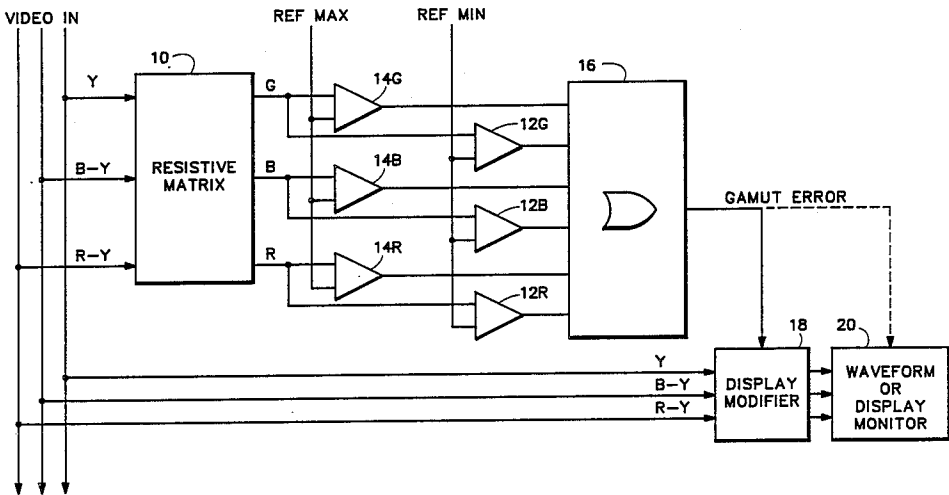 VIDEO IN
REF MAX
REF MIN
10
16
Y
G
14G
12G
B-Y
RESISTIVE
MATRIX
B
14B
12B
GAMUT ERROR
R-Y
R
14R
12R
18
20
Y
B-Y
R-Y
DISPLAY
MODIFIER
WAVEFORM
OR
DISPLAY
MONITOR